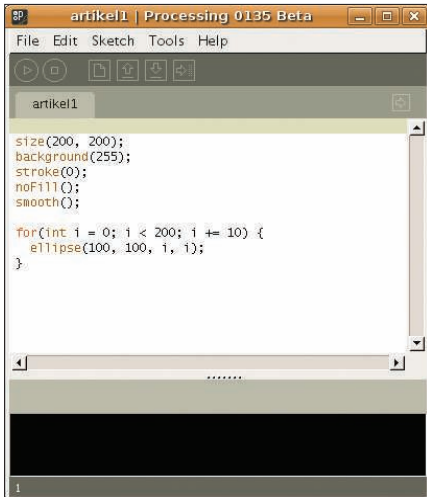 artikel1 | Processing 0135 Beta
File Edit Sketch Tools Help
artikel1
size(200, 200);
background(255);
stroke(0);
noFill();
smooth();
for(int i = 0; i < 200; i += 10) {
ellipse(100, 100, i, i);
}
1